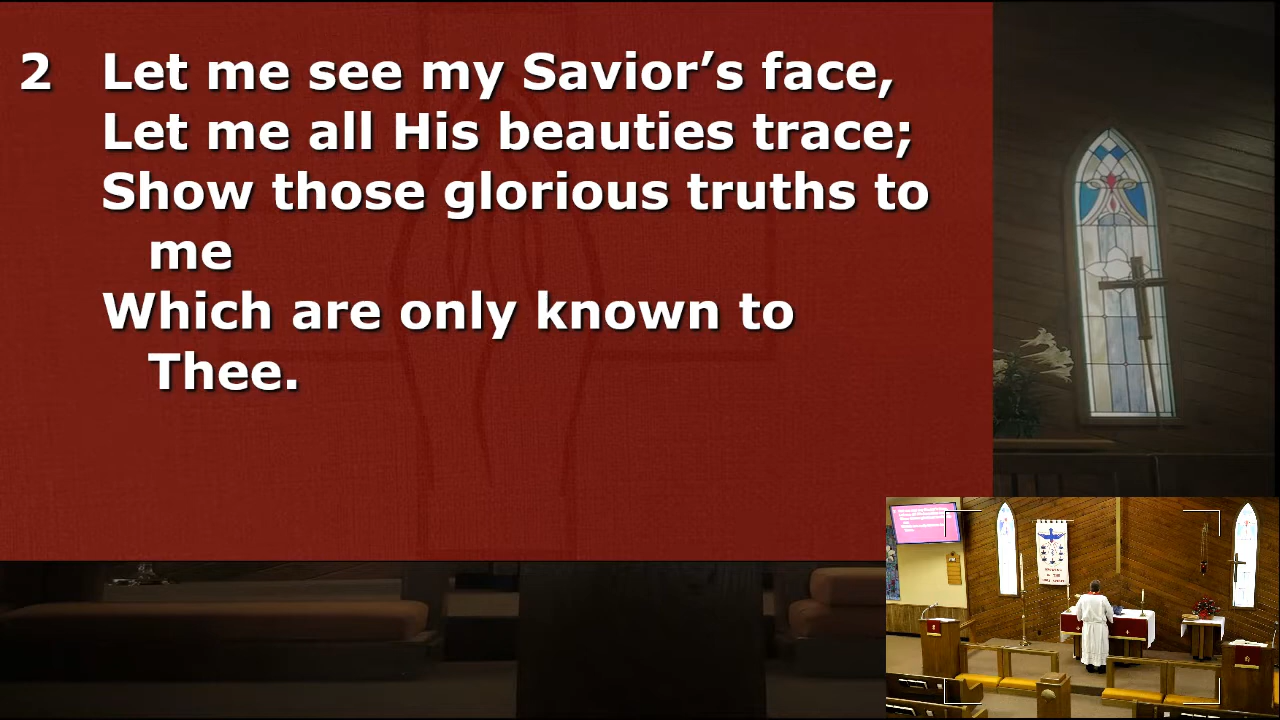 2 Let me see my Savior’s face,
Let me all His beauties trace;
Show those glorious truths to
me
Which are only known to
Thee.